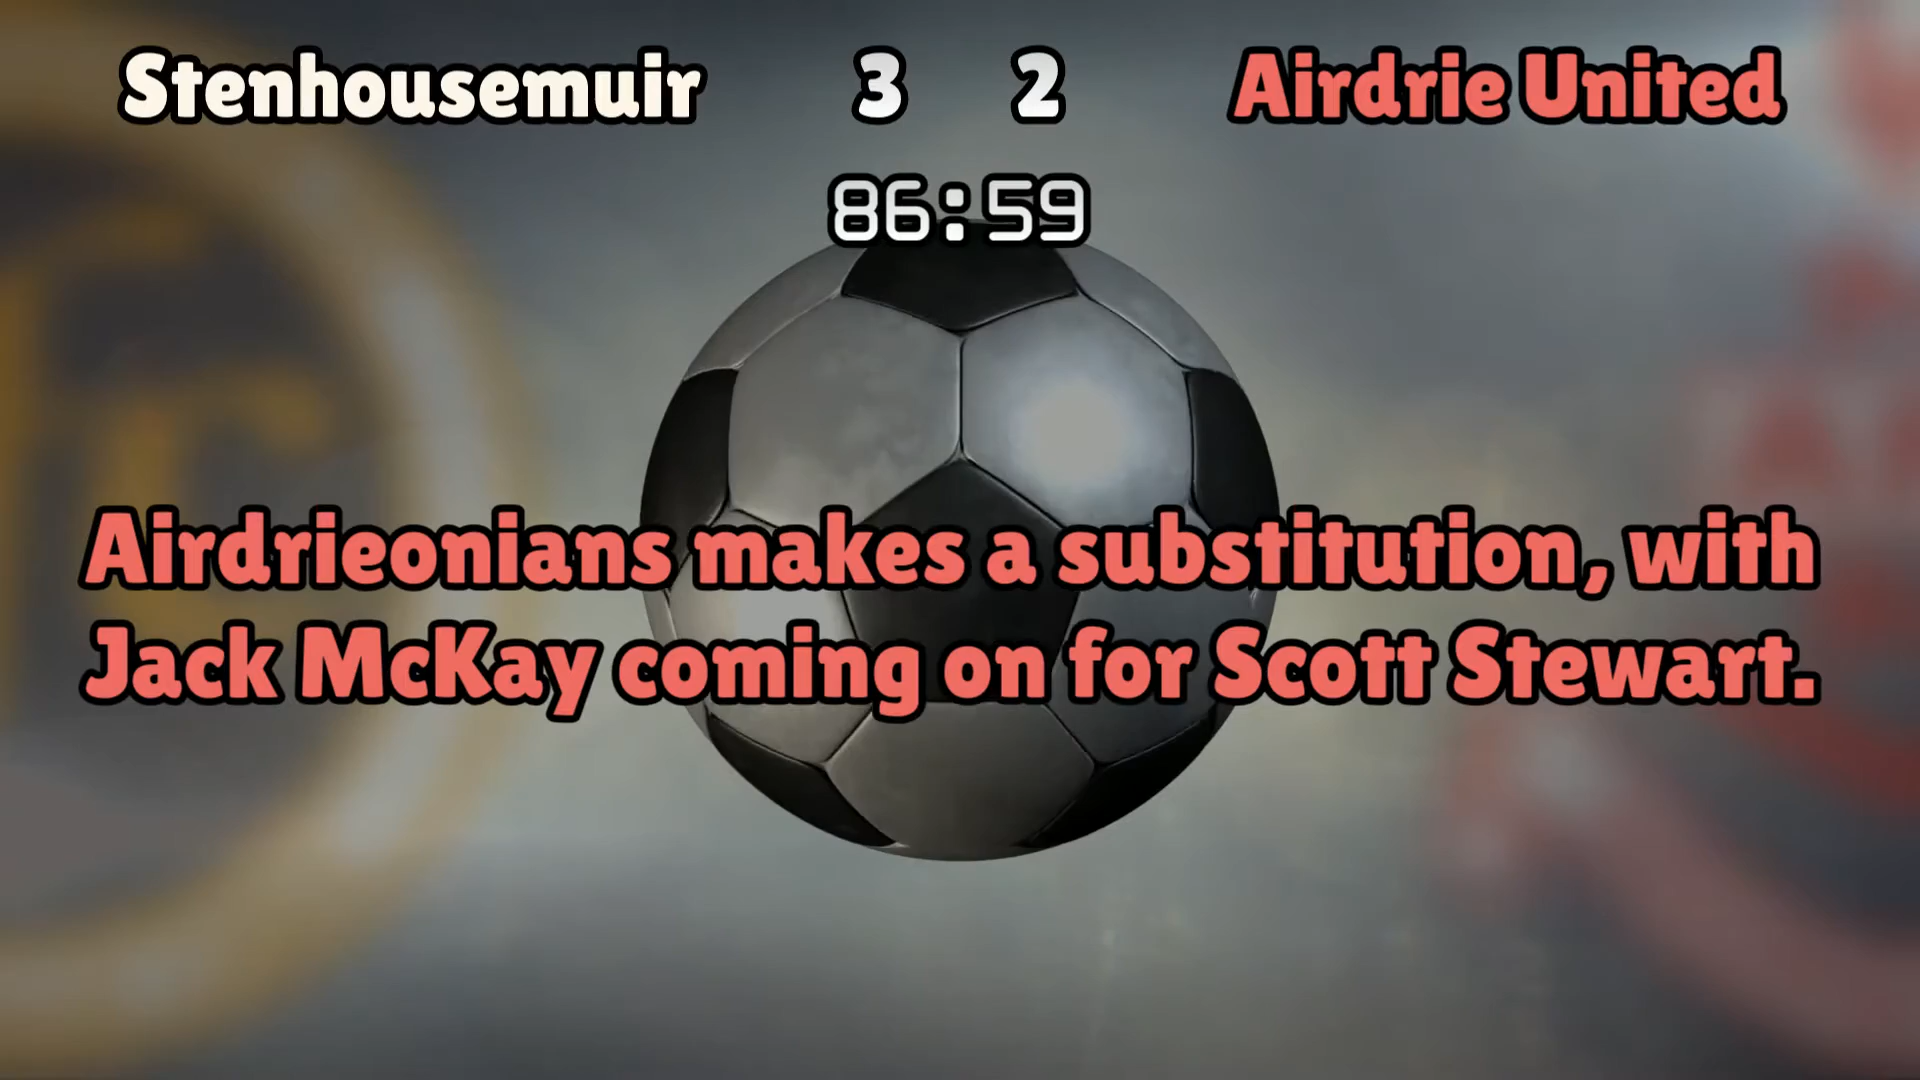 Stenhousemuir 3 2 Airdrie United
86:59
Airdrieonians makes a substitution, with
Jack McKay coming on for Scott Stewart.